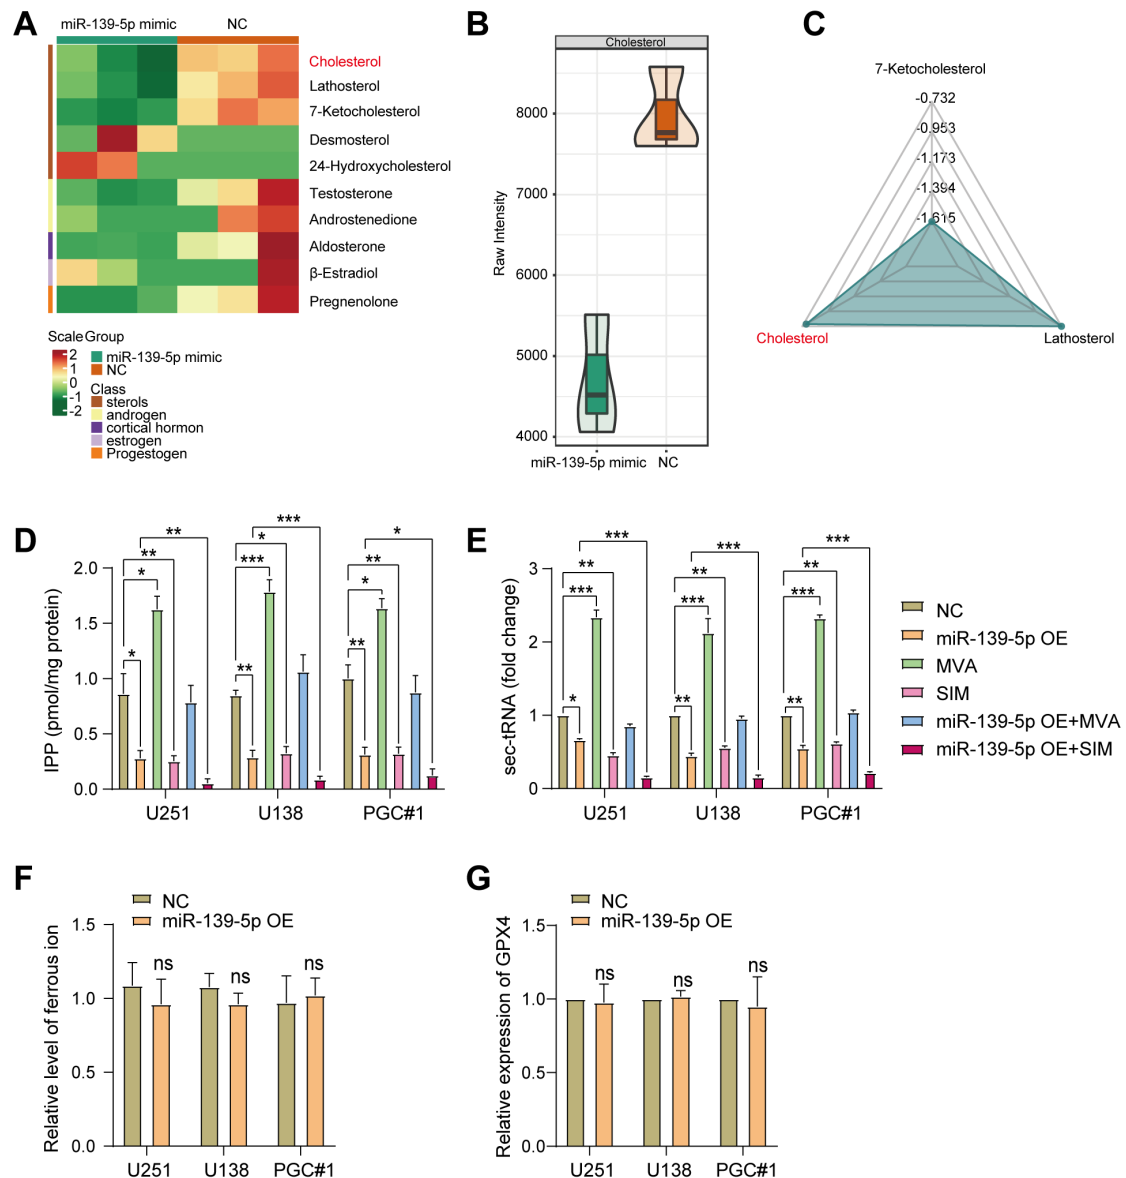 A
miR-139-5p mimic
NC
Cholesterol
Lathosterol
7-Ketocholesterol
Desmosterol
24-Hydroxycholesterol
Testosterone
Androstenedione
Aldosterone
β-Estradiol
Pregnenolone
Scale
2
1
0
-1
-2
Group
miR-139-5p mimic
NC
Class
sterols
androgen
cortical hormon
estrogen
Progestogen
B
Cholesterol
Raw Intensity
8000
7000
6000
5000
4000
miR-139-5p mimic
NC
C
7-Ketocholesterol
-0.732
-0.953
-1.173
-1.394
-1.615
Cholesterol
Lathosterol
D
IPP (pmol/mg protein)
2.0
1.5
1.0
0.5
0.0
**
**
*
*
***
*
***
**
*
**
*
**
U251
U138
PGC#1
E
sec-tRNA (fold change)
3
2
1
0
***
**
***
*
***
**
***
**
***
**
***
**
U251
U138
PGC#1
NC
miR-139-5p OE
MVA
SIM
miR-139-5p OE+MVA
miR-139-5p OE+SIM
F
NC
miR-139-5p OE
Relative level of ferrous ion
1.5
1.0
0.5
0.0
ns
ns
ns
U251
U138
PGC#1
G
NC
miR-139-5p OE
Relative expression of GPX4
1.5
1.0
0.5
0.0
ns
ns
ns
U251
U138
PGC#1